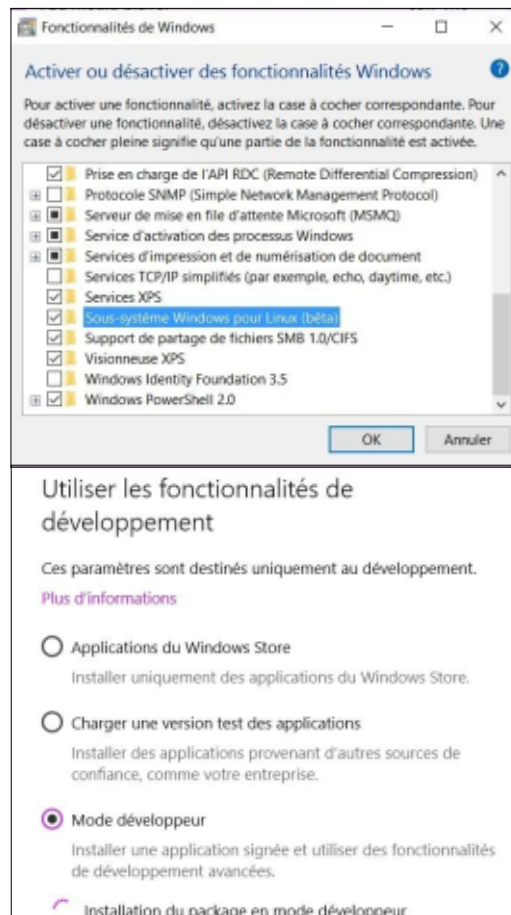 Fonctionnalités de Windows
Activer ou désactiver des fonctionnalités Windows
Pour activer une fonctionnalité, activez la case à cocher correspondante. Pour
désactiver une fonctionnalité, désactivez la case à cocher correspondante. Une
case à cocher pleine signifie qu'une partie de la fonctionnalité est activée.
Prise en charge de l'API RDC (Remote Differential Compression)
Protocole SNMP (Simple Network Management Protocol)
Serveur de mise en file d'attente Microsoft (MSMQ)
Service d'activation des processus Windows
Services d'impression et de numérisation de document
Services TCP/IP simplifiés (par exemple, echo, daytime, etc.)
Services XPS
Sous-système Windows pour Linux (bêta)
Support de partage de fichiers SMB 1.0/CIFS
Visionneuse XPS
Windows Identity Foundation 3.5
Windows PowerShell 2.0
OK Annuler
Utiliser les fonctionnalités de
développement
Ces paramètres sont destinés uniquement au développement.
Plus d'informations
Applications du Windows Store
Installer uniquement des applications du Windows Store.
Charger une version test des applications
Installer des applications provenant d'autres sources de
confiance, comme votre entreprise.
Mode développeur
Installer une application signée et utiliser des fonctionnalités
de développement avancées.
Installation du package en mode développeur